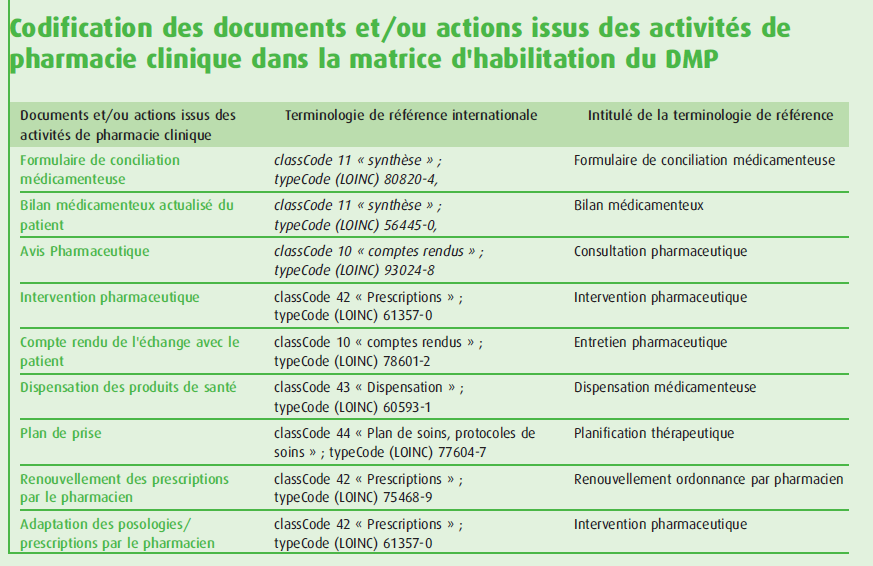 Codification des documents et/ou actions issus des activités de
pharmacie clinique dans la matrice d'habilitation du DMP
Documents et/ou actions issus des
activités de pharmacie clinique
Terminologie de référence internationale
Intitulé de la terminologie de référence
Formulaire de conciliation
médicamenteuse
classCode 11 « synthèse » ;
typeCode (LOINC) 80820-4,
Formulaire de conciliation médicamenteuse
Bilan médicamenteux actualisé du
patient
classCode 11 « synthèse » ;
typeCode (LOINC) 56445-0,
Bilan médicamenteux
Avis Pharmaceutique
classCode 10 « comptes rendus » ;
typeCode (LOINC) 93024-8
Consultation pharmaceutique
Intervention pharmaceutique
classCode 42 « Prescriptions » ;
typeCode (LOINC) 61357-0
Intervention pharmaceutique
Compte rendu de l'échange avec le
patient
classCode 10 « comptes rendus » ;
typeCode (LOINC) 78601-2
Entretien pharmaceutique
Dispensation des produits de santé
classCode 43 « Dispensation » ;
typeCode (LOINC) 60593-1
Dispensation médicamenteuse
Plan de prise
classCode 44 « Plan de soins, protocoles de
soins » ; typeCode (LOINC) 77604-7
Planification thérapeutique
Renouvellement des prescriptions
par le pharmacien
classCode 42 « Prescriptions » ;
typeCode (LOINC) 75468-9
Renouvellement ordonnance par pharmacien
Adaptation des posologies/
prescriptions par le pharmacien
classCode 42 « Prescriptions » ;
typeCode (LOINC) 61357-0
Intervention pharmaceutique